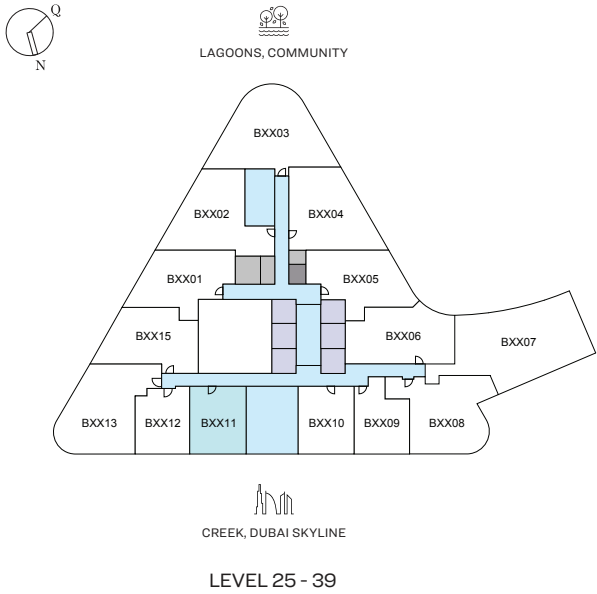 Q
N
LAGOONS, COMMUNITY
BXX03
BXX02
BXX04
BXX01
BXX05
BXX15
BXX06
BXX07
BXX13
BXX12
BXX11
BXX10
BXX09
BXX08
CREEK, DUBAI SKYLINE
LEVEL 25 - 39